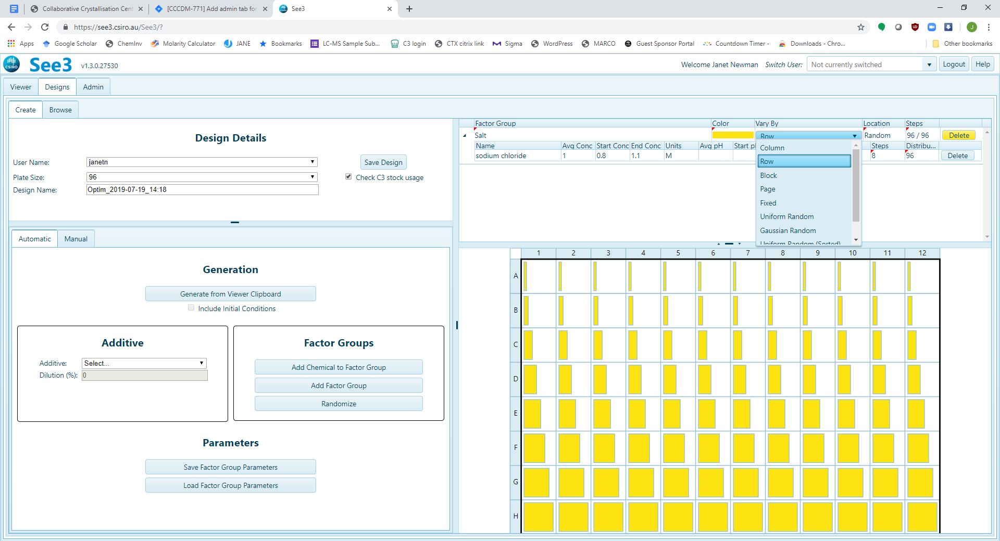 Collaborative Crystallisation Cent
[CCCDM-771] Add admin tab for
See3
https://see3.csiro.au/See3/?
J
Apps
Google Scholar
ChemInv
Molarity Calculator
JANE
Bookmarks
LC-MS Sample Sub...
C3 login
CTX citrix link
Sigma
WordPress
MARCO
Guest Sponsor Portal
Countdown Timer -
Downloads - Chro...
Other bookmarks
CSIRO
See3 v1.3.0.27530
Welcome Janet Newman Switch User: Not currently switched Logout Help
Viewer Designs Admin
Create Browse
Design Details
User Name: janetn
Save Design
Plate Size: 96
Check C3 stock usage
Design Name: Optim_2019-07-19_14:18
Automatic Manual
Generation
Generate from Viewer Clipboard
Include Initial Conditions
Additive
Additive: Select...
Dilution (%): 0
Factor Groups
Add Chemical to Factor Group
Add Factor Group
Randomize
Parameters
Save Factor Group Parameters
Load Factor Group Parameters
Factor Group Color Vary By Location Steps
Salt Row Random 96 / 96 Delete
Name Avg Conc Start Conc End Conc Units Avg pH Start p Steps Distribu...
sodium chloride 1 0.8 1.1 M 8 96 Delete
Column
Row
Block
Page
Fixed
Uniform Random
Gaussian Random
Uniform Random (Sorted)
1 2 3 4 5 6 7 8 9 10 11 12
A
B
C
D
E
F
G
H